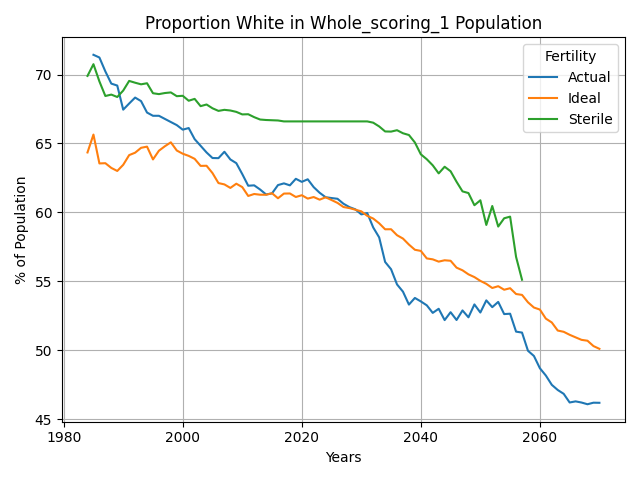 Proportion White in Whole_scoring_1 Population
% of Population
70
65
60
55
50
45
Fertility
Actual
Ideal
Sterile
1980
2000
2020
2040
2060
Years